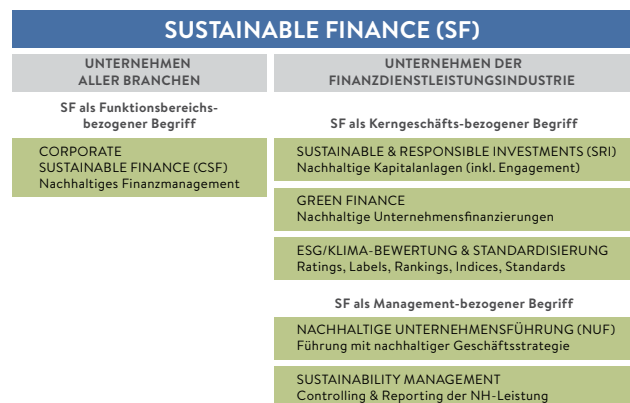 SUSTAINABLE FINANCE (SF)
UNTERNEHMEN
ALLER BRANCHEN
SF als Funktionsbereichs-
bezogener Begriff
CORPORATE
SUSTAINABLE FINANCE (CSF)
Nachhaltiges Finanzmanagement
UNTERNEHMEN DER
FINANZDIENSTLEISTUNGSINDUSTRIE
SF als Kerngeschäfts-bezogener Begriff
SUSTAINABLE & RESPONSIBLE INVESTMENTS (SRI)
Nachhaltige Kapitalanlagen (inkl. Engagement)
GREEN FINANCE
Nachhaltige Unternehmensfinanzierungen
ESG/KLIMA-BEWERTUNG & STANDARDISIERUNG
Ratings, Labels, Rankings, Indices, Standards
SF als Management-bezogener Begriff
NACHHALTIGE UNTERNEHMENSFÜHRUNG (NUF)
Führung mit nachhaltiger Geschäftsstrategie
SUSTAINABILITY MANAGEMENT
Controlling & Reporting der NH-Leistung